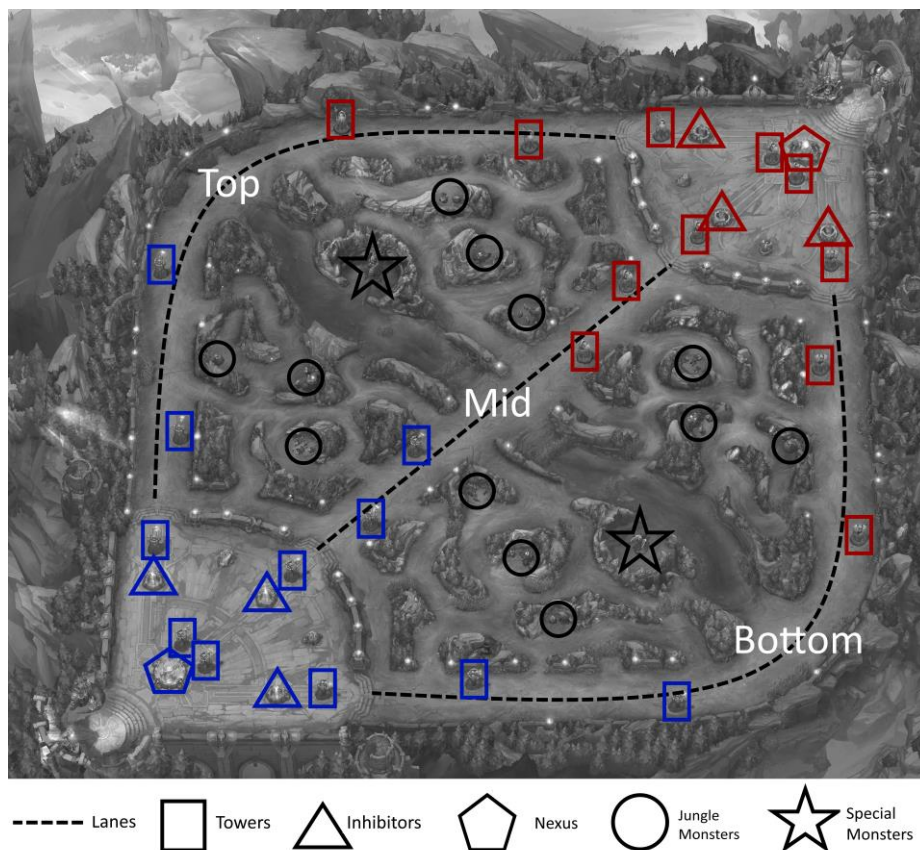 Top
Mid
Bottom
Lanes
Towers
Inhibitors
Nexus
Jungle
Monsters
Special
Monsters